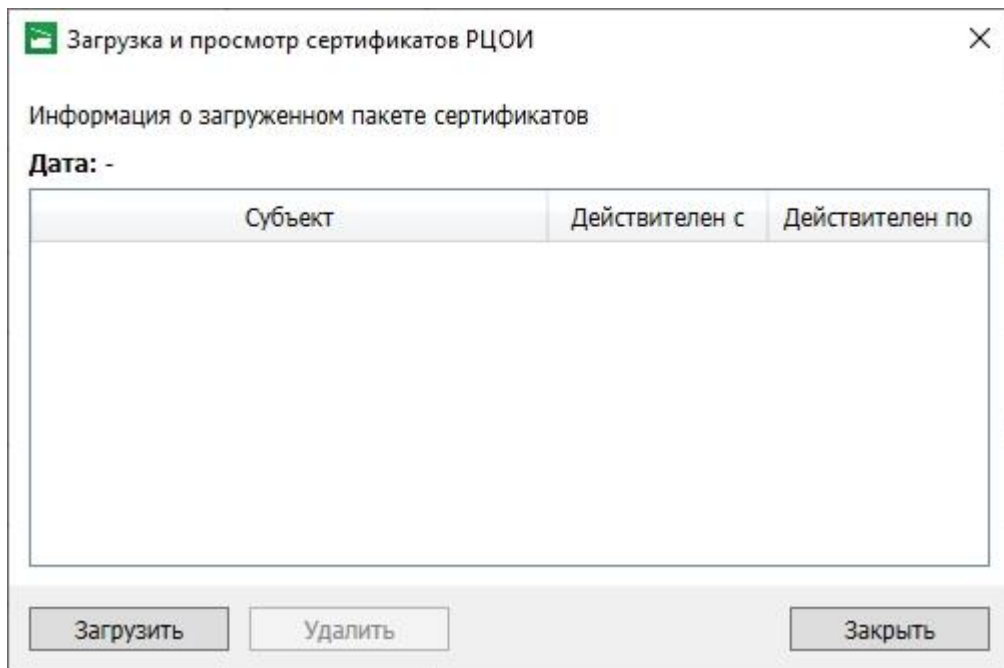 Загрузка и просмотр сертификатов РЦОИ
Информация о загруженном пакете сертификатов
Дата: -
Субъект Действителен с Действителен по
Загрузить Удалить Закрыть